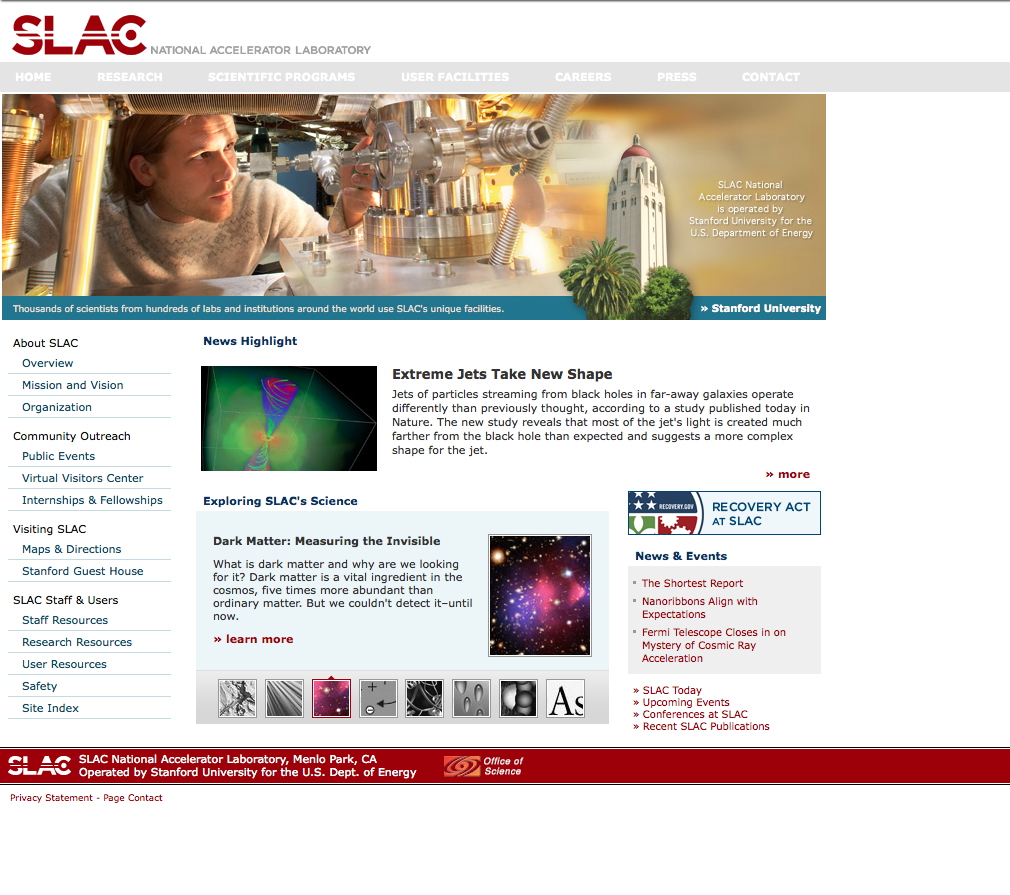 SLAC NATIONAL ACCELERATOR LABORATORY
HOME RESEARCH SCIENTIFIC PROGRAMS USER FACILITIES CAREERS PRESS CONTACT
SLAC National
Accelerator Laboratory
is operated by
Stanford University for the
U.S. Department of Energy
Thousands of scientists from hundreds of labs and institutions around the world use SLAC's unique facilities.
» Stanford University
About SLAC
Overview
Mission and Vision
Organization
Community Outreach
Public Events
Virtual Visitors Center
Internships & Fellowships
Visiting SLAC
Maps & Directions
Stanford Guest House
SLAC Staff & Users
Staff Resources
Research Resources
User Resources
Safety
Site Index
News Highlight
Extreme Jets Take New Shape
Jets of particles streaming from black holes in far-away galaxies operate
differently than previously thought, according to a study published today in
Nature. The new study reveals that most of the jet's light is created much
farther from the black hole than expected and suggests a more complex
shape for the jet.
» more
Exploring SLAC's Science
Dark Matter: Measuring the Invisible
What is dark matter and why are we looking
for it? Dark matter is a vital ingredient in the
cosmos, five times more abundant than
ordinary matter. But we couldn't detect it–until
now.
» learn more
As
RECOVERY.GOV
RECOVERY ACT
AT SLAC
News & Events
The Shortest Report
Nanoribbons Align with
Expectations
Fermi Telescope Closes in on
Mystery of Cosmic Ray
Acceleration
» SLAC Today
» Upcoming Events
» Conferences at SLAC
» Recent SLAC Publications
SLAC
SLAC National Accelerator Laboratory, Menlo Park, CA
Operated by Stanford University for the U.S. Dept. of Energy
Office of
Science
Privacy Statement - Page Contact